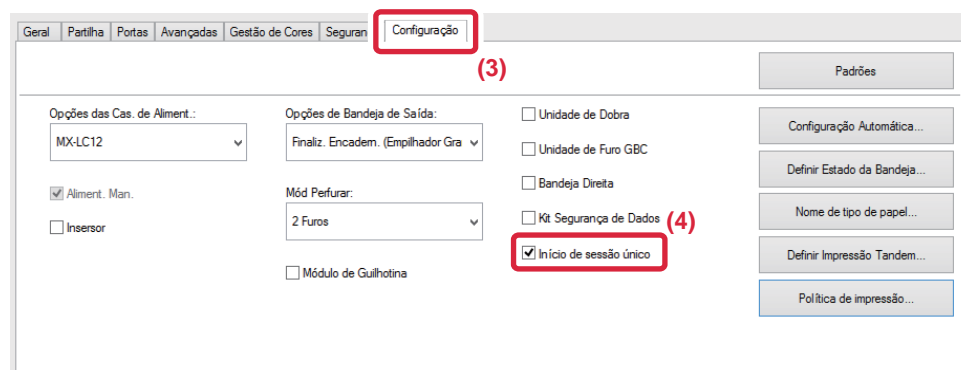 Geral Partilha Portas Avançadas Gestão de Cores Seguran Configuração
(3)
Padrões
Opções das Cas. de Aliment.:
MX-LC12
Aliment. Man.
Insersor
Opções de Bandeja de Saída:
Finaliz. Encadem. (Empilhador Gra
Mód Perfurar:
2 Furos
Módulo de Guilhotina
Unidade de Dobra
Unidade de Furo GBC
Bandeja Direita
Kit Segurança de Dados
(4)
Início de sessão único
Configuração Automática...
Definir Estado da Bandeja...
Nome de tipo de papel...
Definir Impressão Tandem...
Política de impressão...